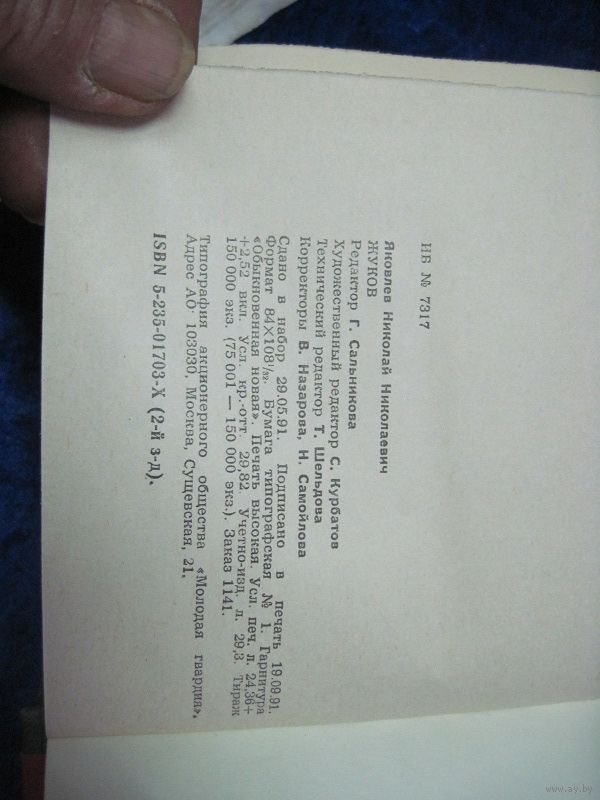 ИБ № 7317
Яковлев Николай Николаевич
ЖУКОВ
Редактор Г. Сальникова
Художественный редактор С. Курбатов
Технический редактор Т. Шельдова
Корректоры В. Назарова, Н. Самойлова
Сдано в набор 29.05.91. Подписано в печать 19.09.91.
Формат 84×108¹/₃₂. Бумага типографская № 1. Гарнитура
«Обыкновенная новая». Печать высокая. Усл. печ. л. 24,36+
+2,52 вкл. Усл. кр.-отт. 29,82. Учетно-изд. л. 29,3. Тираж
150 000 экз. (75 001 — 150 000 экз.). Заказ 1141.
Типография акционерного общества «Молодая гвардия».
Адрес АО: 103030, Москва, Сущевская, 21.
ISBN 5-235-01703-X (2-й з-д).
www.ay.by